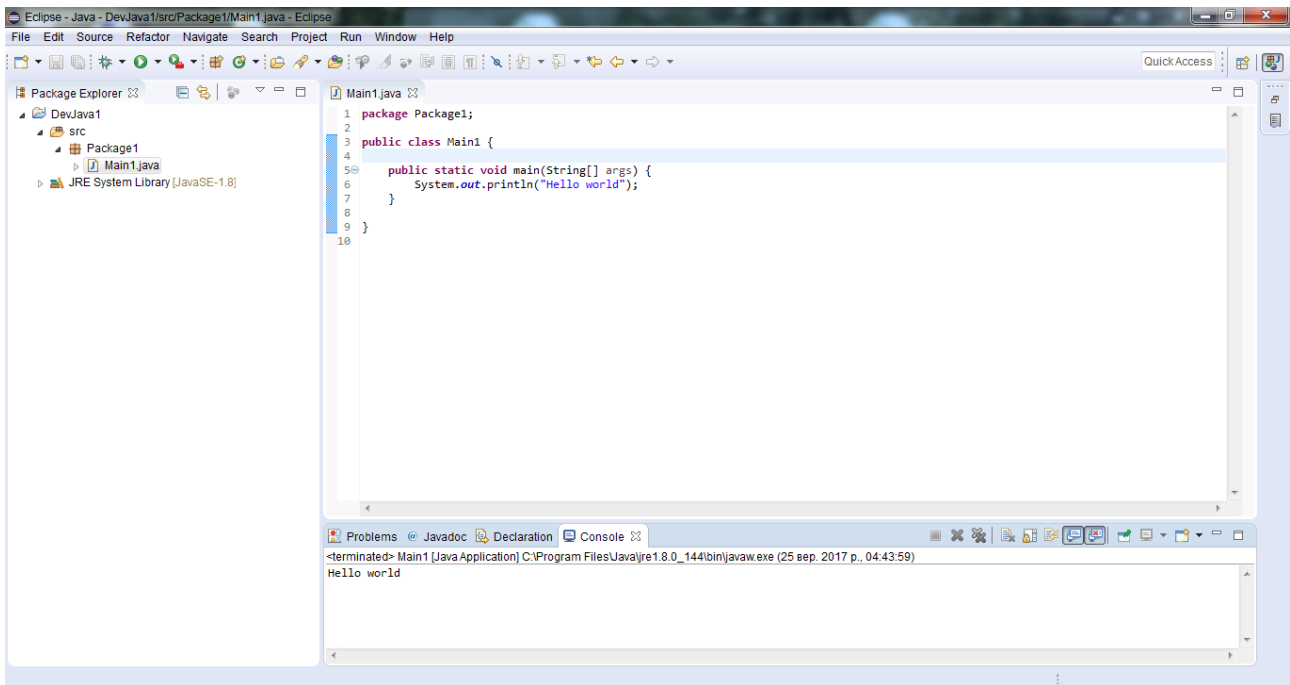 Eclipse - Java - DevJava1/src/Package1/Main1.java - Eclipse
File Edit Source Refactor Navigate Search Project Run Window Help
Quick Access
Package Explorer
Main1.java
DevJava1
src
Package1
Main1.java
JRE System Library [JavaSE-1.8]
1 package Package1;
2
3 public class Main1 {
4
5 public static void main(String[] args) {
6 System.out.println("Hello world");
7 }
8
9 }
10
Problems @ Javadoc Declaration Console
<terminated> Main1 [Java Application] C:\Program Files\Java\jre1.8.0_144\bin\javaw.exe (25 вер. 2017 р., 04:43:59)
Hello world